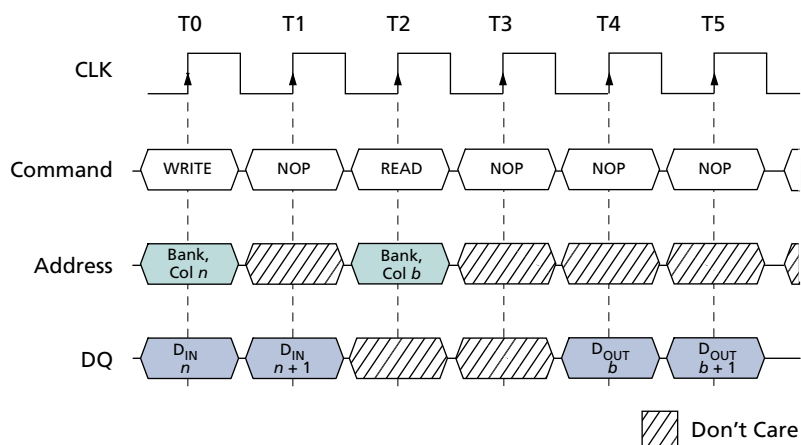 T0 T1 T2 T3 T4 T5
CLK
Command WRITE NOP READ NOP NOP NOP
Address Bank, Col n Bank, Col b
DQ DIN n DIN n + 1 DOUT b DOUT b + 1
Don't Care